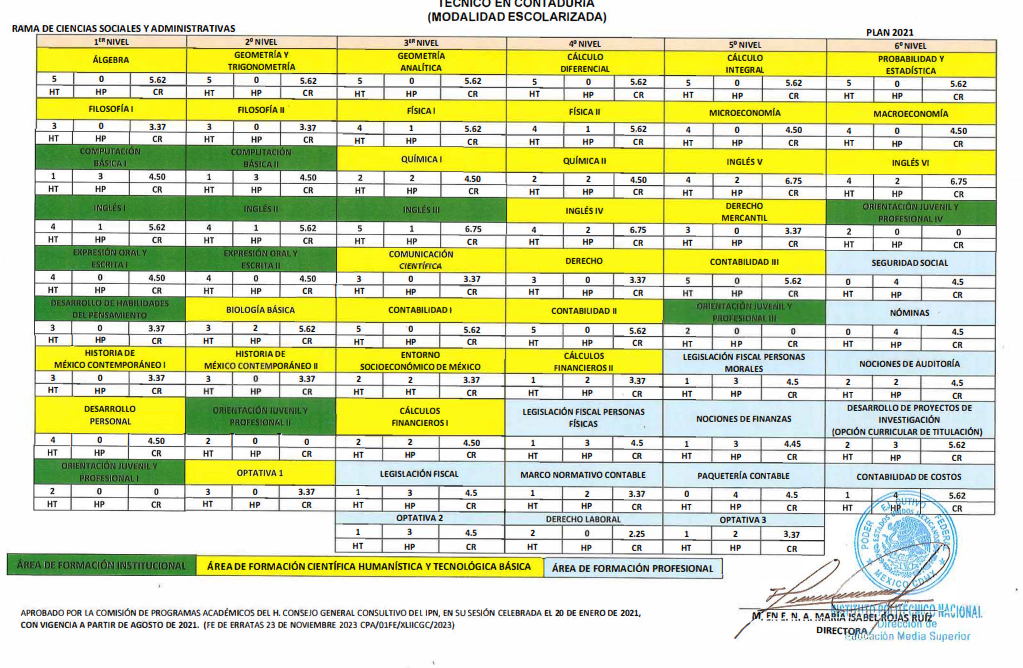 TÉCNICO EN CONTADURÍA
(MODALIDAD ESCOLARIZADA)
RAMA DE CIENCIAS SOCIALES Y ADMINISTRATIVAS PLAN 2021
1ER NIVEL 2º NIVEL 3ER NIVEL 4º NIVEL 5º NIVEL 6º NIVEL
ÁLGEBRA GEOMETRÍA Y TRIGONOMETRÍA GEOMETRÍA ANALÍTICA CÁLCULO DIFERENCIAL CÁLCULO INTEGRAL PROBABILIDAD Y ESTADÍSTICA
5 0 5.62 5 0 5.62 5 0 5.62 5 0 5.62 5 0 5.62 5 0 5.62
HT HP CR HT HP CR HT HP CR HT HP CR HT HP CR HT HP CR
FILOSOFÍA I FILOSOFÍA II FÍSICA I FÍSICA II MICROECONOMÍA MACROECONOMÍA
3 0 3.37 3 0 3.37 4 1 5.62 4 1 5.62 4 0 4.50 4 0 4.50
HT HP CR HT HP CR HT HP CR HT HP CR HT HP CR HT HP CR
COMPUTACIÓN BÁSICA I COMPUTACIÓN BÁSICA II QUÍMICA I QUÍMICA II INGLÉS V INGLÉS VI
1 3 4.50 1 3 4.50 2 2 4.50 2 2 4.50 4 2 6.75 4 2 6.75
HT HP CR HT HP CR HT HP CR HT HP CR HT HP CR HT HP CR
INGLÉS I INGLÉS II INGLÉS III INGLÉS IV DERECHO MERCANTIL ORIENTACIÓN JUVENIL Y PROFESIONAL IV
4 1 5.62 4 1 5.62 5 1 6.75 4 2 6.75 3 0 3.37 2 0 0
HT HP CR HT HP CR HT HP CR HT HP CR HT HP CR HT HP CR
EXPRESIÓN ORAL Y ESCRITA I EXPRESIÓN ORAL Y ESCRITA II COMUNICACIÓN CIENTÍFICA DERECHO CONTABILIDAD III SEGURIDAD SOCIAL
4 0 4.50 4 0 4.50 3 0 3.37 3 0 3.37 5 0 5.62 0 4 4.5
HT HP CR HT HP CR HT HP CR HT HP CR HT HP CR HT HP CR
DESARROLLO DE HABILIDADES DEL PENSAMIENTO BIOLOGÍA BÁSICA CONTABILIDAD I CONTABILIDAD II ORIENTACIÓN JUVENIL Y PROFESIONAL III NÓMINAS
3 0 3.37 3 2 5.62 5 0 5.62 5 0 5.62 2 0 0 0 4 4.5
HT HP CR HT HP CR HT HP CR HT HP CR HT HP CR HT HP CR
HISTORIA DE MÉXICO CONTEMPORÁNEO I HISTORIA DE MÉXICO CONTEMPORÁNEO II ENTORNO SOCIOECONÓMICO DE MÉXICO CÁLCULOS FINANCIEROS II LEGISLACIÓN FISCAL PERSONAS MORALES NOCIONES DE AUDITORÍA
3 0 3.37 3 0 3.37 2 2 3.37 1 2 3.37 1 3 4.5 2 2 4.5
HT HP CR HT HP CR HT HP CR HT HP CR HT HP CR HT HP CR
DESARROLLO PERSONAL ORIENTACIÓN JUVENIL Y PROFESIONAL II CÁLCULOS FINANCIEROS I LEGISLACIÓN FISCAL PERSONAS FÍSICAS NOCIONES DE FINANZAS DESARROLLO DE PROYECTOS DE INVESTIGACIÓN (OPCIÓN CURRICULAR DE TITULACIÓN)
4 0 4.50 2 0 0 2 2 4.50 1 3 4.5 1 3 4.45 2 3 5.62
HT HP CR HT HP CR HT HP CR HT HP CR HT HP CR HT HP CR
ORIENTACIÓN JUVENIL Y PROFESIONAL I OPTATIVA 1 LEGISLACIÓN FISCAL MARCO NORMATIVO CONTABLE PAQUETERÍA CONTABLE CONTABILIDAD DE COSTOS
2 0 0 3 0 3.37 1 3 4.5 1 2 3.37 0 4 4.5 1 4 5.62
HT HP CR HT HP CR HT HP CR HT HP CR HT HP CR HT HP CR
OPTATIVA 2 DERECHO LABORAL OPTATIVA 3
1 3 4.5 2 0 2.25 1 2 3.37
HT HP CR HT HP CR HT HP CR
ÁREA DE FORMACIÓN INSTITUCIONAL ÁREA DE FORMACIÓN CIENTÍFICA HUMANÍSTICA Y TECNOLÓGICA BÁSICA ÁREA DE FORMACIÓN PROFESIONAL
PODER EJECUTIVO FEDERAL
ESTADOS UNIDOS MEXICANOS
MÉXICO CDMX
APROBADO POR LA COMISIÓN DE PROGRAMAS ACADÉMICOS DEL H. CONSEJO GENERAL CONSULTIVO DEL IPN, EN SU SESIÓN CELEBRADA EL 20 DE ENERO DE 2021,
CON VIGENCIA A PARTIR DE AGOSTO DE 2021. (FE DE ERRATAS 23 DE NOVIEMBRE 2023 CPA/01FE/XLIICGC/2023)
INSTITUTO POLITÉCNICO NACIONAL
M. EN E. N. A. MARÍA ISABEL ROJAS RUIZ
Dirección de
DIRECTORA
Educación Media Superior